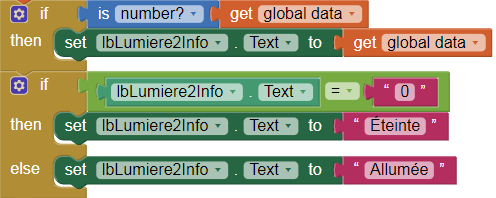 if is number? get global data
then set lbLumiere2Info . Text to get global data
if lbLumiere2Info . Text = “ 0 ”
then set lbLumiere2Info . Text to “ Éteinte ”
else set lbLumiere2Info . Text to “ Allumée ”